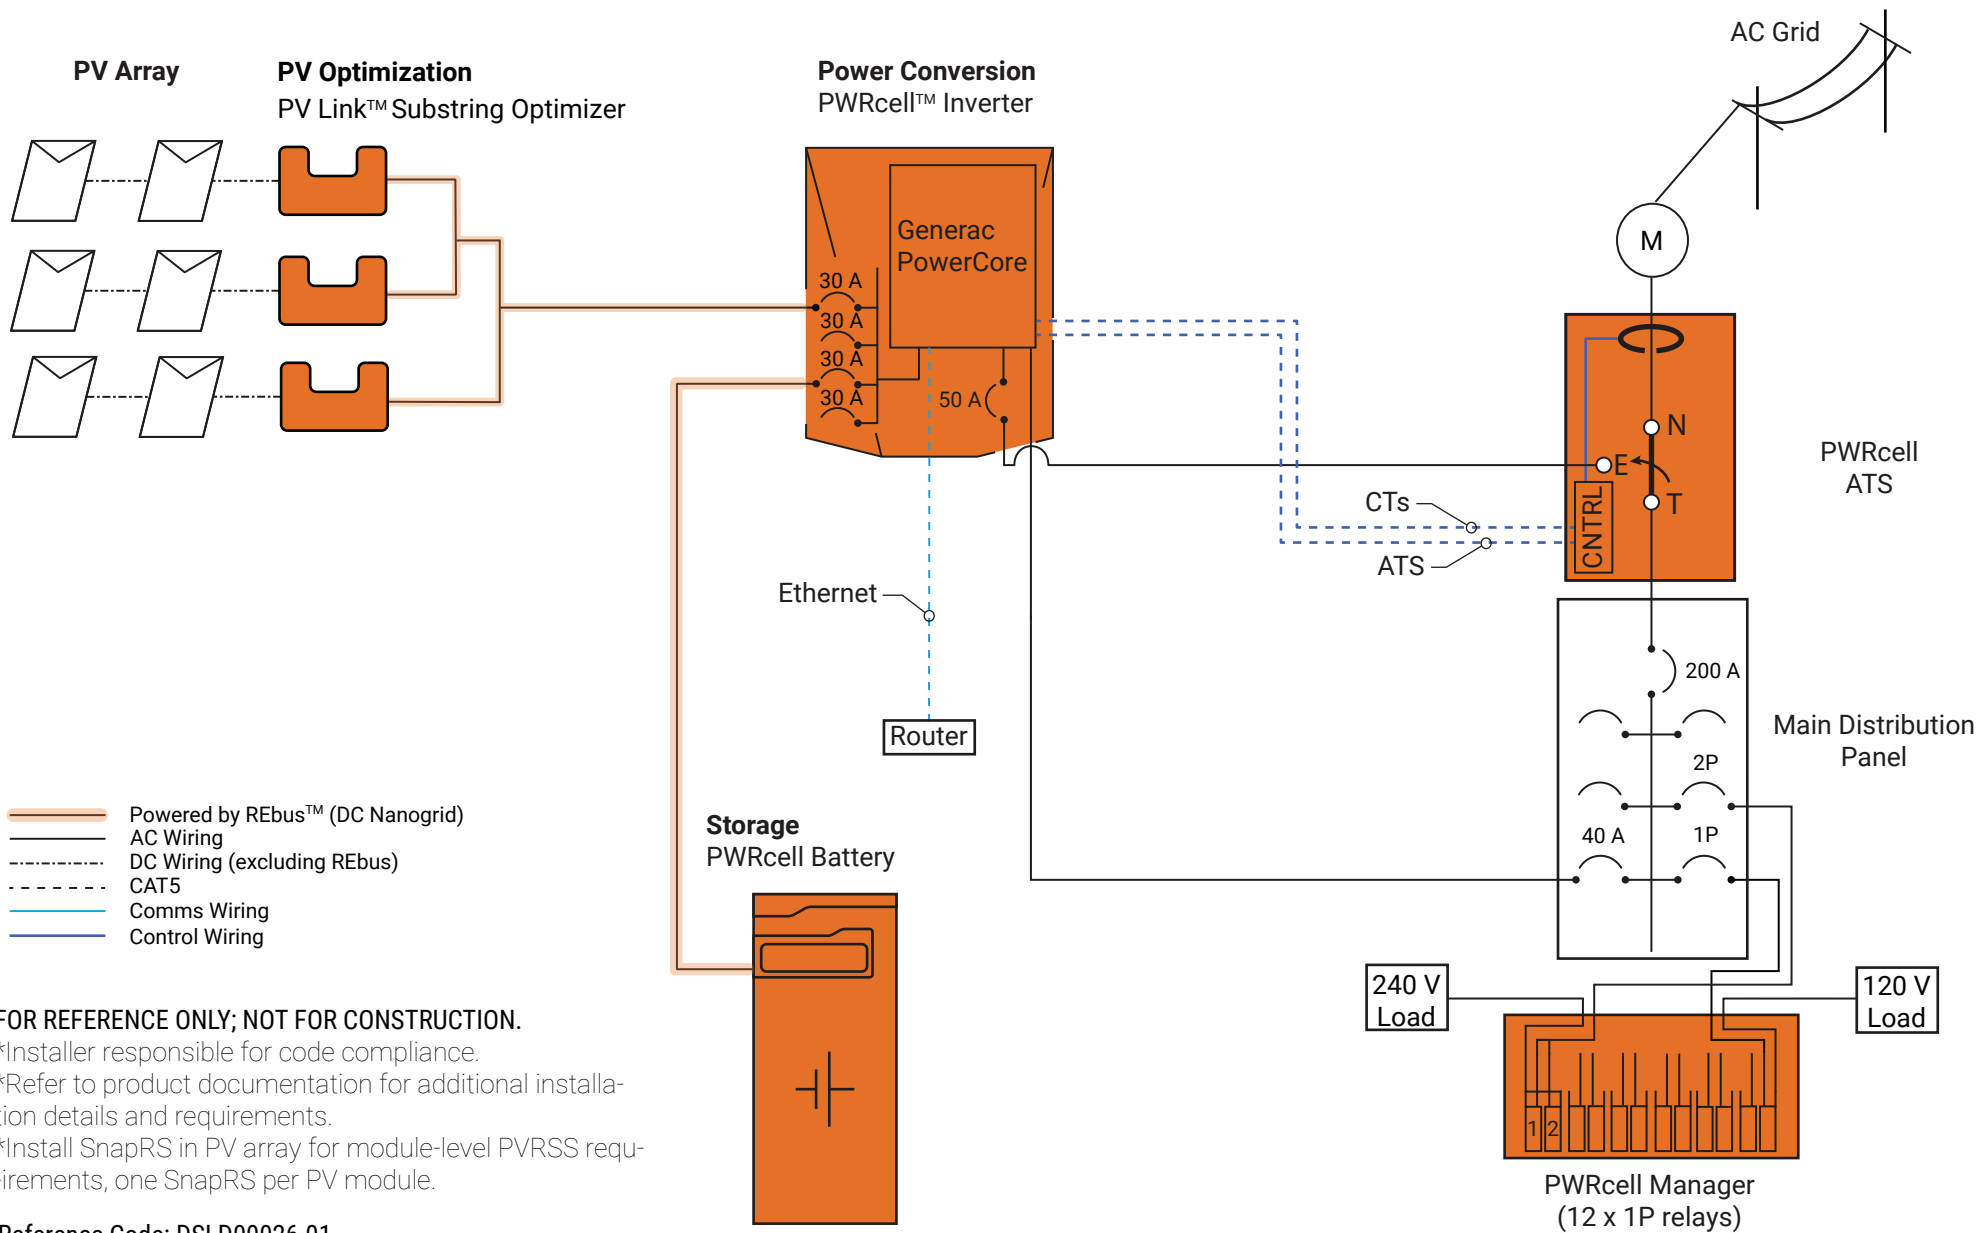 PV Array
PV Optimization
PV Link™ Substring Optimizer
Power Conversion
PWRcell™ Inverter
AC Grid
M
Generac
PowerCore
30 A
30 A
30 A
30 A
50 A
N
E
T
CNTRL
PWRcell
ATS
CTs
ATS
Ethernet
Router
200 A
Main Distribution
Panel
2P
40 A
1P
Powered by REbus™ (DC Nanogrid)
AC Wiring
DC Wiring (excluding REbus)
CAT5
Comms Wiring
Control Wiring
Storage
PWRcell Battery
240 V
Load
120 V
Load
1 2
PWRcell Manager
(12 x 1P relays)
FOR REFERENCE ONLY; NOT FOR CONSTRUCTION.
*Installer responsible for code compliance.
*Refer to product documentation for additional installa-
tion details and requirements.
*Install SnapRS in PV array for module-level PVRSS requ-
irements, one SnapRS per PV module.
Reference Code: